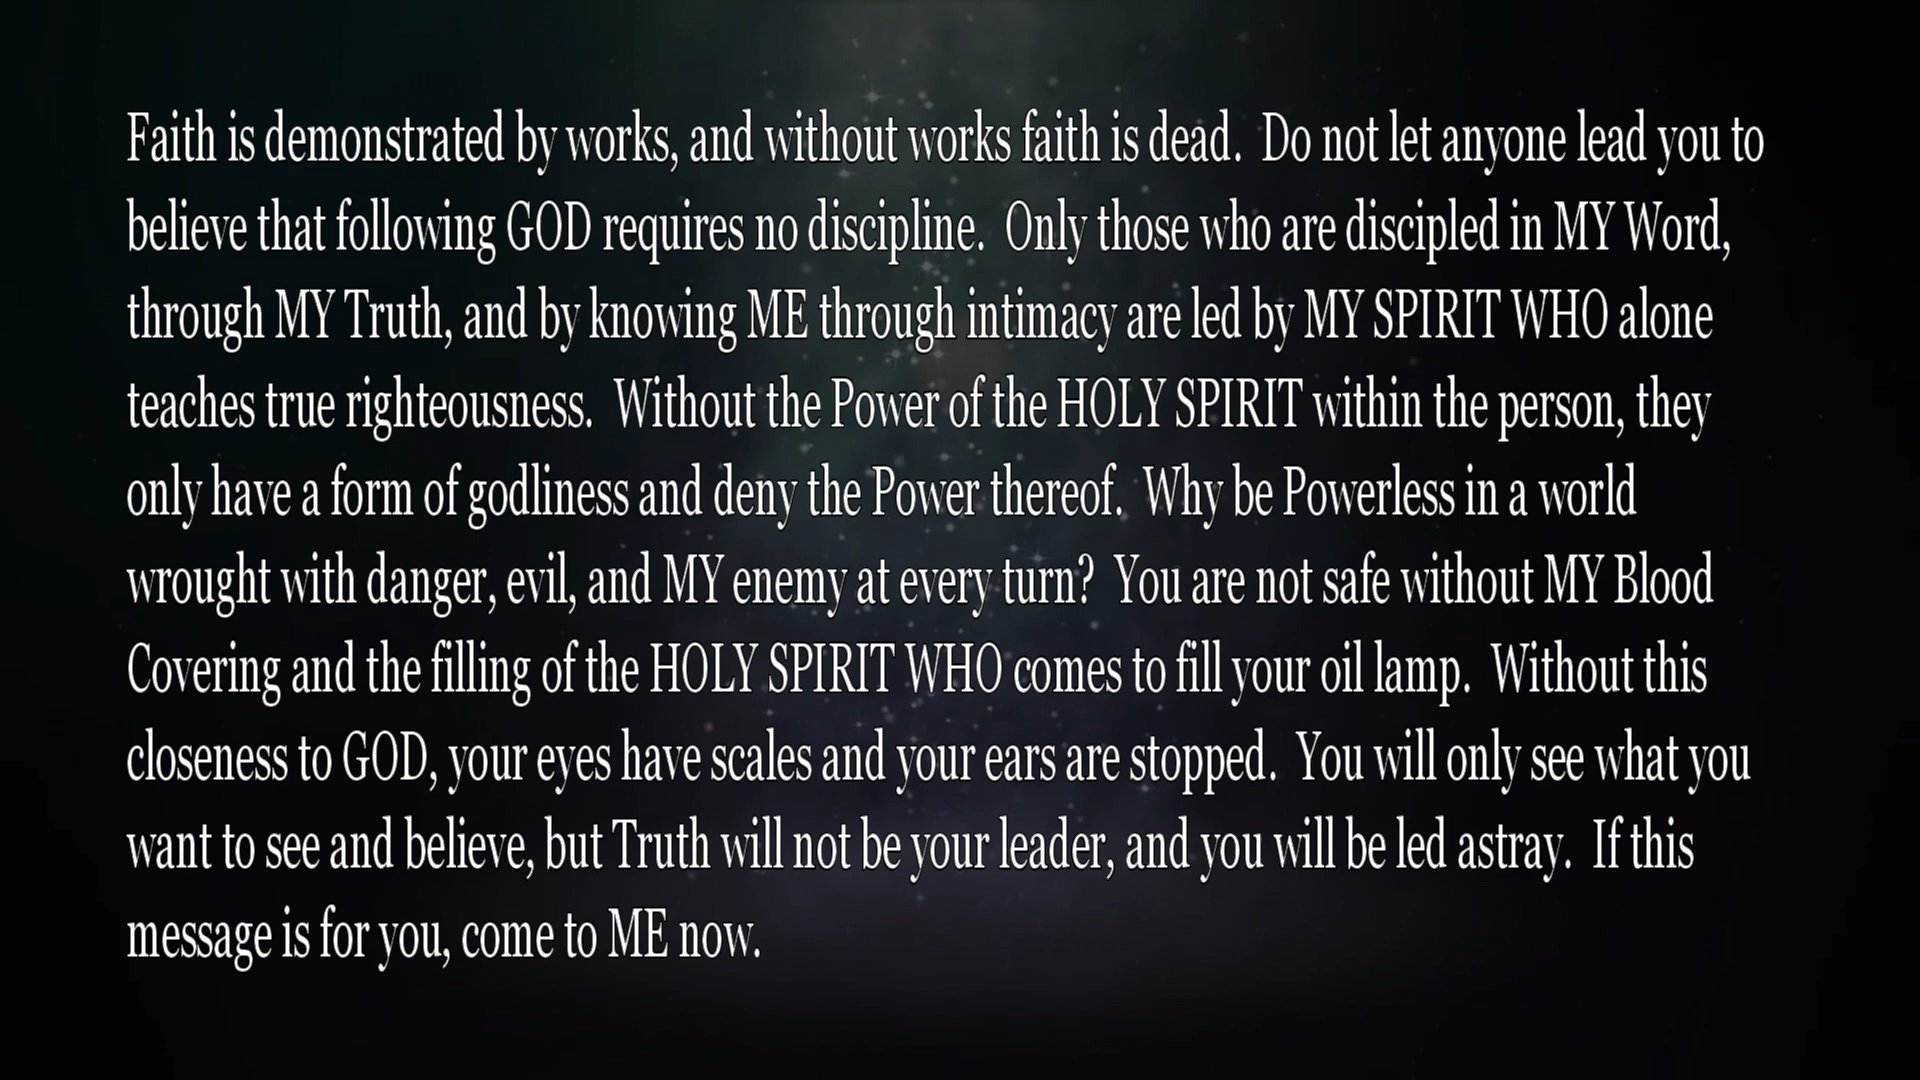 Faith is demonstrated by works, and without works faith is dead.  Do not let anyone lead you to
believe that following GOD requires no discipline.  Only those who are discipled in MY Word,
through MY Truth, and by knowing ME through intimacy are led by MY SPIRIT WHO alone
teaches true righteousness.  Without the Power of the HOLY SPIRIT within the person, they
only have a form of godliness and deny the Power thereof.  Why be Powerless in a world
wrought with danger, evil, and MY enemy at every turn?  You are not safe without MY Blood
Covering and the filling of the HOLY SPIRIT WHO comes to fill your oil lamp.  Without this
closeness to GOD, your eyes have scales and your ears are stopped.  You will only see what you
want to see and believe, but Truth will not be your leader, and you will be led astray.  If this
message is for you, come to ME now.